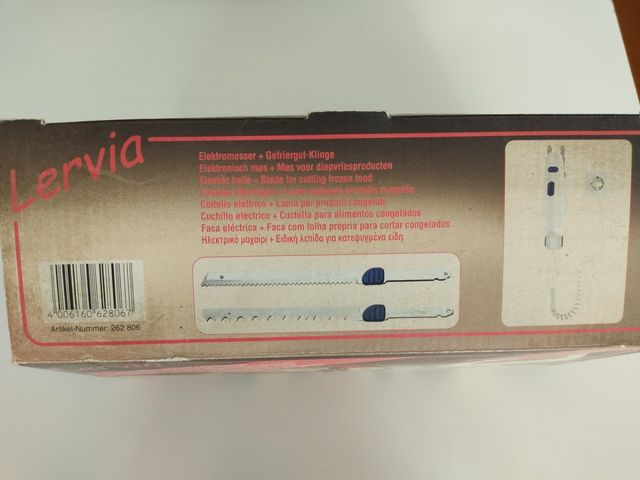 Lervia
Elektromesser + Gefriergut-Klinge
Elektronisch mes + Mes voor diepvriesproducten
Electric knife + Blade for cutting frozen food
Coltello elettrico + Lama per prodotti congelati
Cuchillo eléctrico + Cuchilla para alimentos congelados
Faca eléctrica + Faca com folha própria para cortar congelados
Ηλεκτρικό μαχαίρι + Ειδική λεπίδα για κατεψυγμένα είδη
4 006160 628067
Artikel-Nummer: 262 806